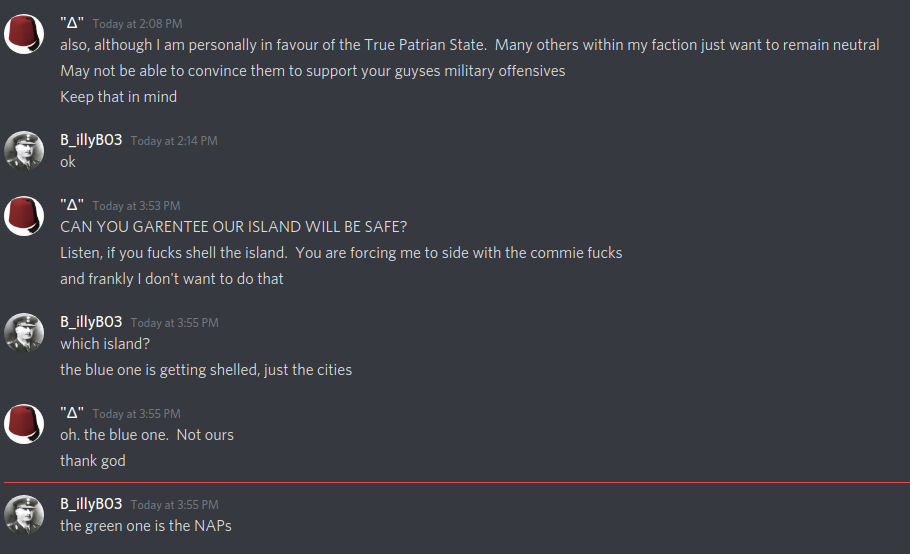 "Δ" Today at 2:08 PM
also, although I am personally in favour of the True Patrian State.  Many others within my faction just want to remain neutral
May not be able to convince them to support your guyses military offensives
Keep that in mind
B_illyB03 Today at 2:14 PM
ok
"Δ" Today at 3:53 PM
CAN YOU GARENTEE OUR ISLAND WILL BE SAFE?
Listen, if you fucks shell the island.  You are forcing me to side with the commie fucks
and frankly I don't want to do that
B_illyB03 Today at 3:55 PM
which island?
the blue one is getting shelled, just the cities
"Δ" Today at 3:55 PM
oh. the blue one.  Not ours
thank god
B_illyB03 Today at 3:55 PM
the green one is the NAPs